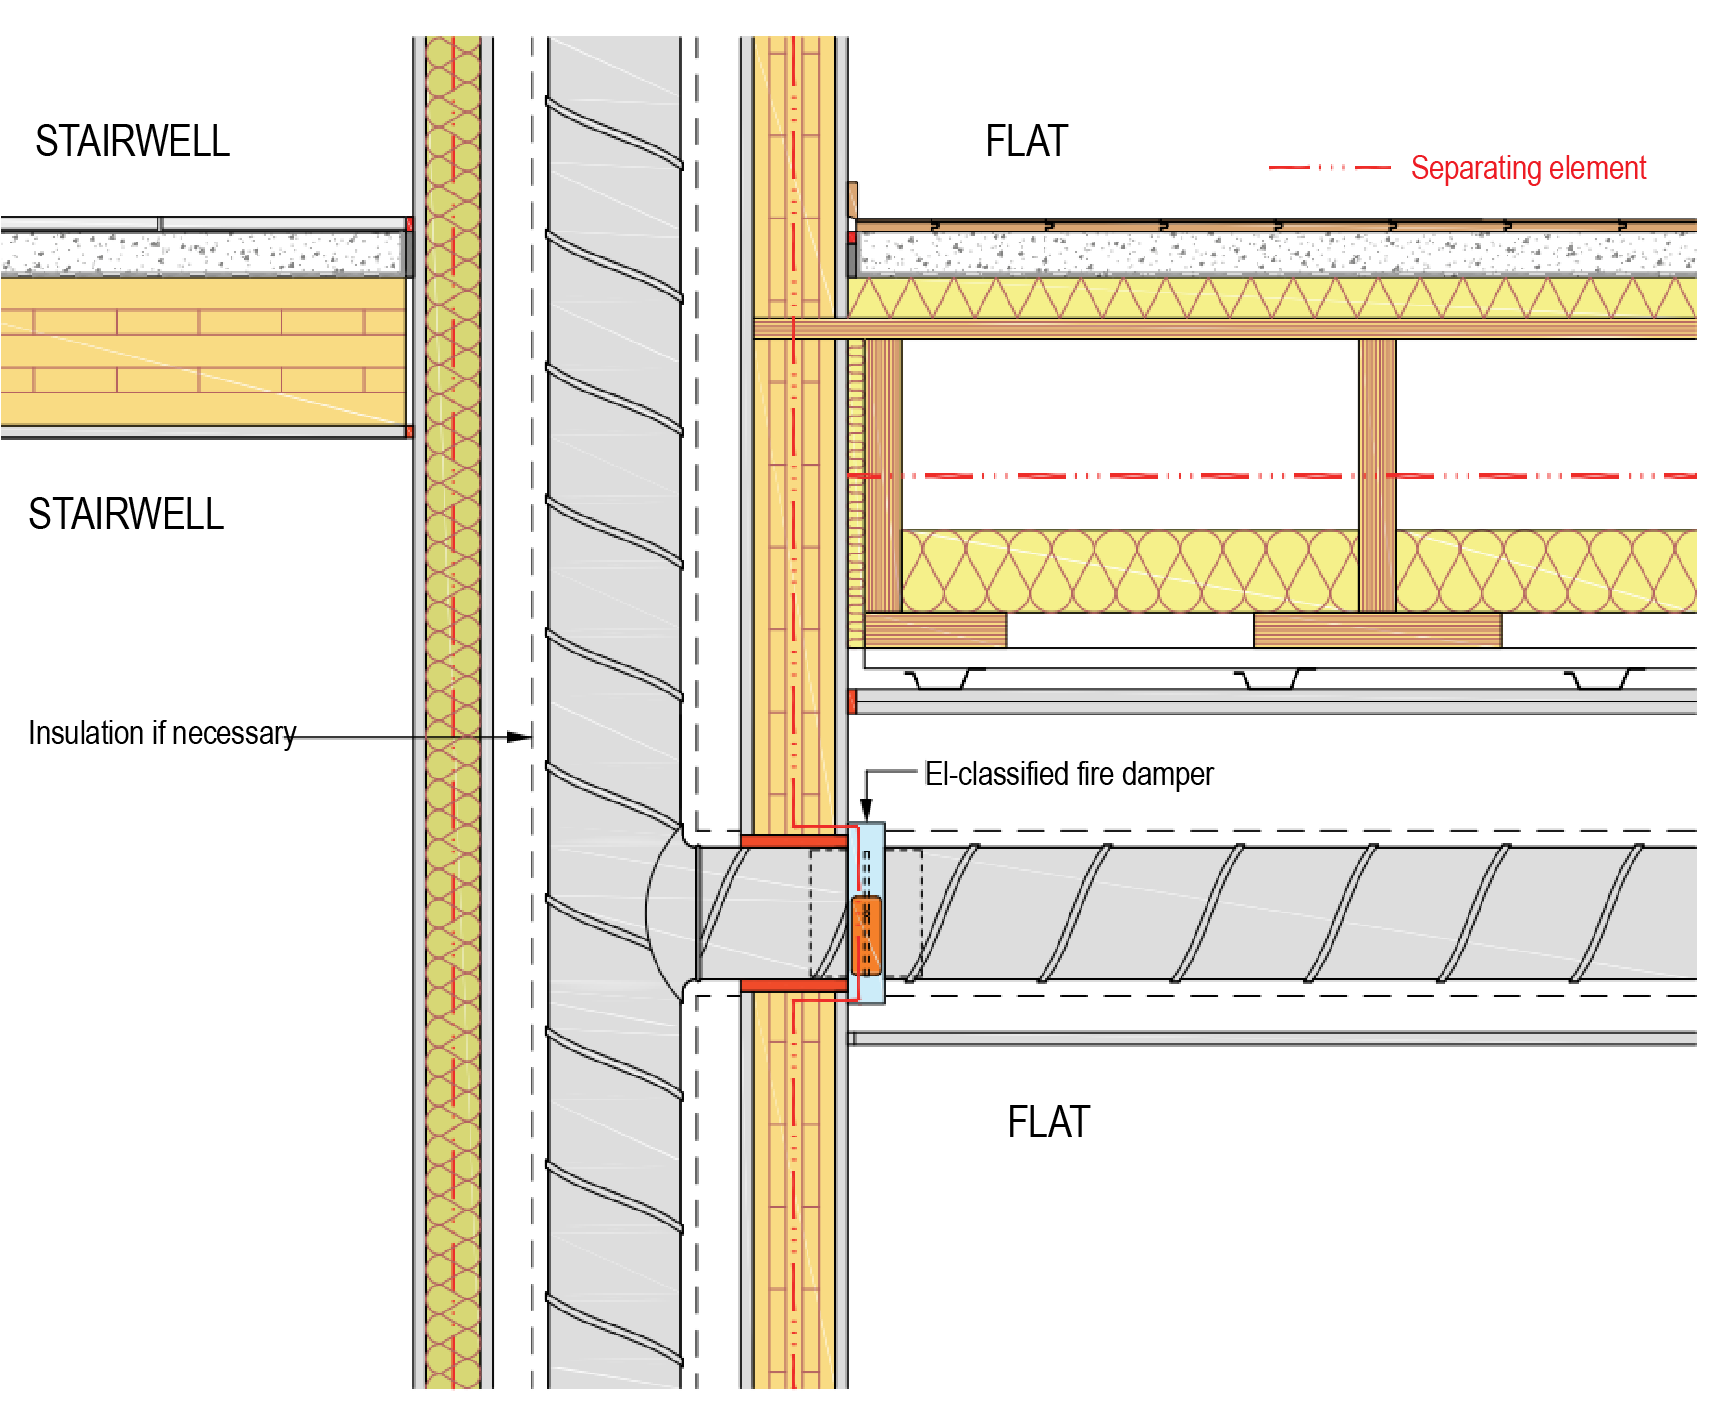 STAIRWELL
FLAT
Separating element
STAIRWELL
Insulation if necessary
EI-classified fire damper
FLAT